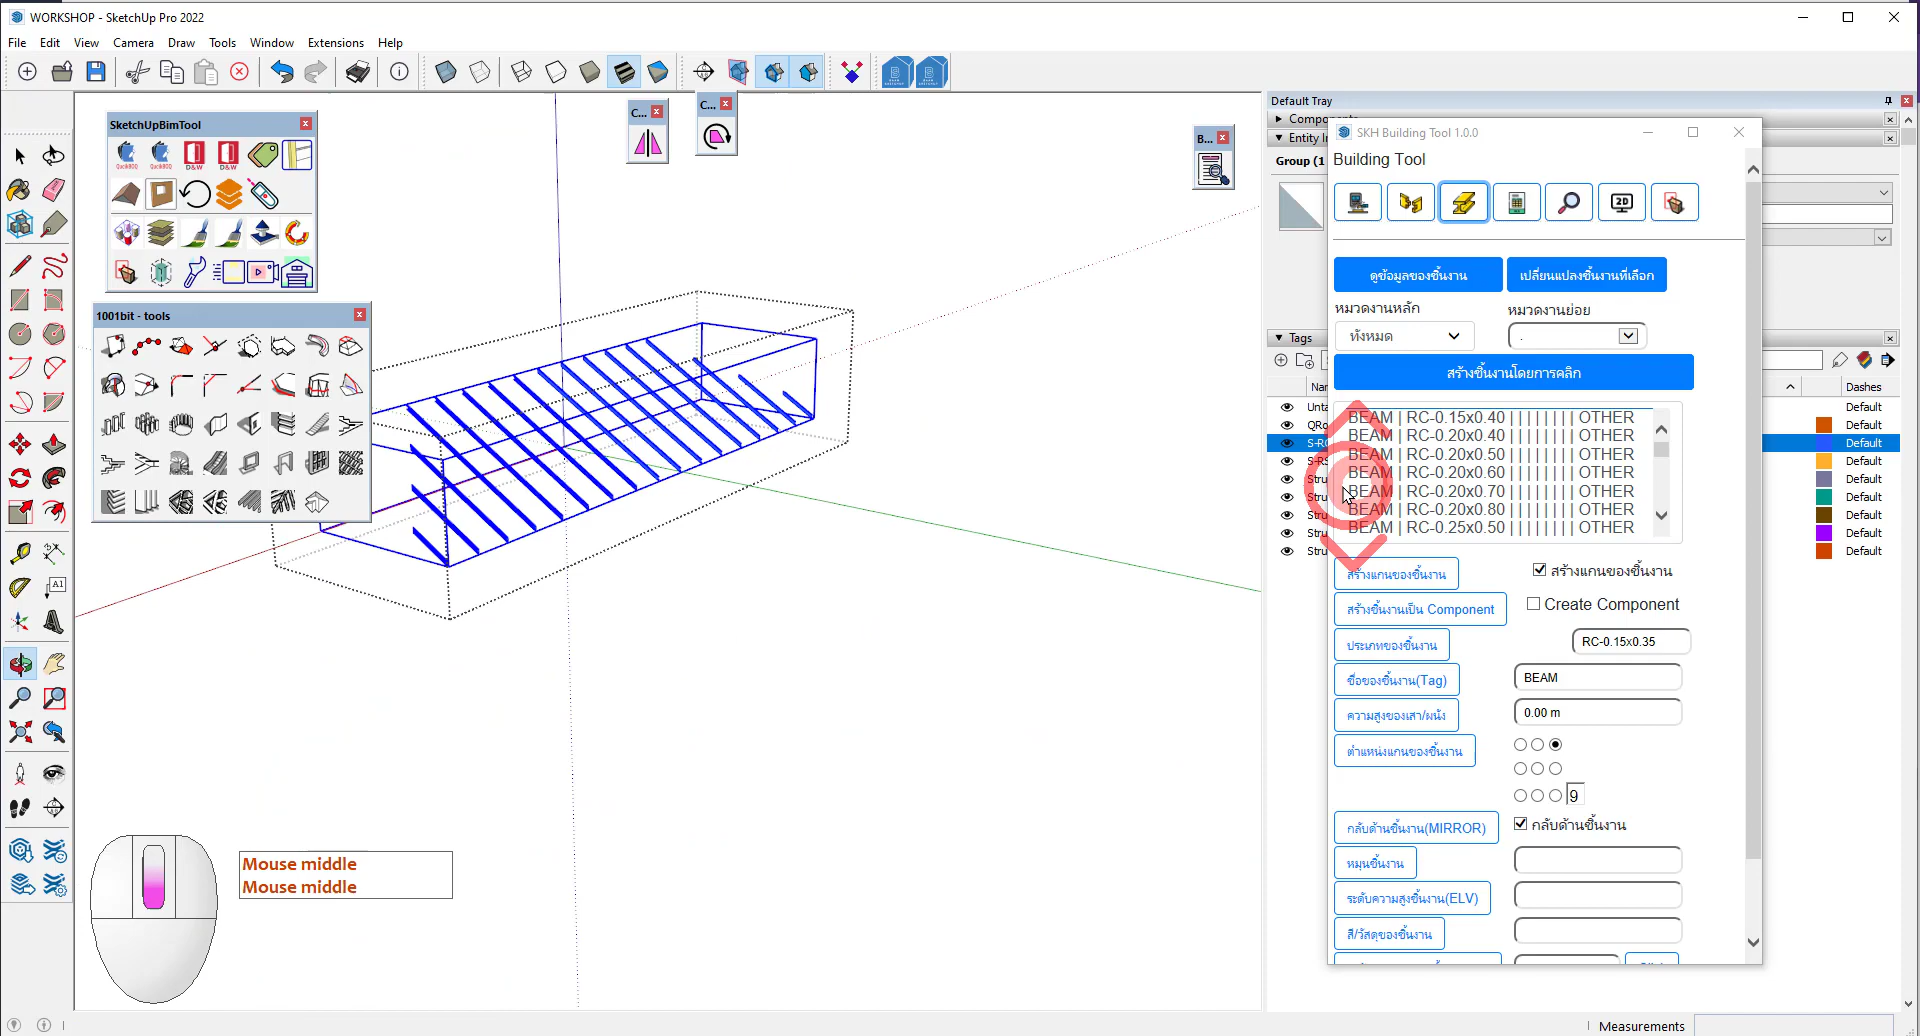 WORKSHOP - SketchUp Pro 2022
File Edit View Camera Draw Tools Window Extensions Help
SketchUpBimTool
1001bit - tools
C...
C...
B...
Mouse middle
Mouse middle
Default Tray
Entity In
Group (1
Tags
Dashes
Unta
Default
QRo
Default
Default
Default
Stru
Default
Stru
Default
Stru
Default
Stru
Default
Stru
Default
SKH Building Tool 1.0.0
Building Tool
2D
ดูข้อมูลของชิ้นงาน
เปลี่ยนแปลงชิ้นงานที่เลือก
หมวดงานหลัก
หมวดงานย่อย
ทั้งหมด
.
สร้างชิ้นงานโดยการคลิก
BEAM | RC-0.15x0.40 | | | | | | | | OTHER
BEAM | RC-0.20x0.40 | | | | | | | | OTHER
BEAM | RC-0.20x0.50 | | | | | | | | OTHER
BEAM | RC-0.20x0.60 | | | | | | | | OTHER
BEAM | RC-0.20x0.70 | | | | | | | | OTHER
BEAM | RC-0.20x0.80 | | | | | | | | OTHER
BEAM | RC-0.25x0.50 | | | | | | | | OTHER
สร้างแกนของชิ้นงาน
สร้างแกนของชิ้นงาน
สร้างชิ้นงานเป็น Component
Create Component
ประเภทของชิ้นงาน
RC-0.15x0.35
ชื่อของชิ้นงาน(Tag)
BEAM
ความสูงของเสา/ผนัง
0.00 m
ตำแหน่งแกนของชิ้นงาน
9
กลับด้านชิ้นงาน(MIRROR)
กลับด้านชิ้นงาน
หมุนชิ้นงาน
ระดับความสูงชิ้นงาน(ELV)
สี/วัสดุของชิ้นงาน
Measurements